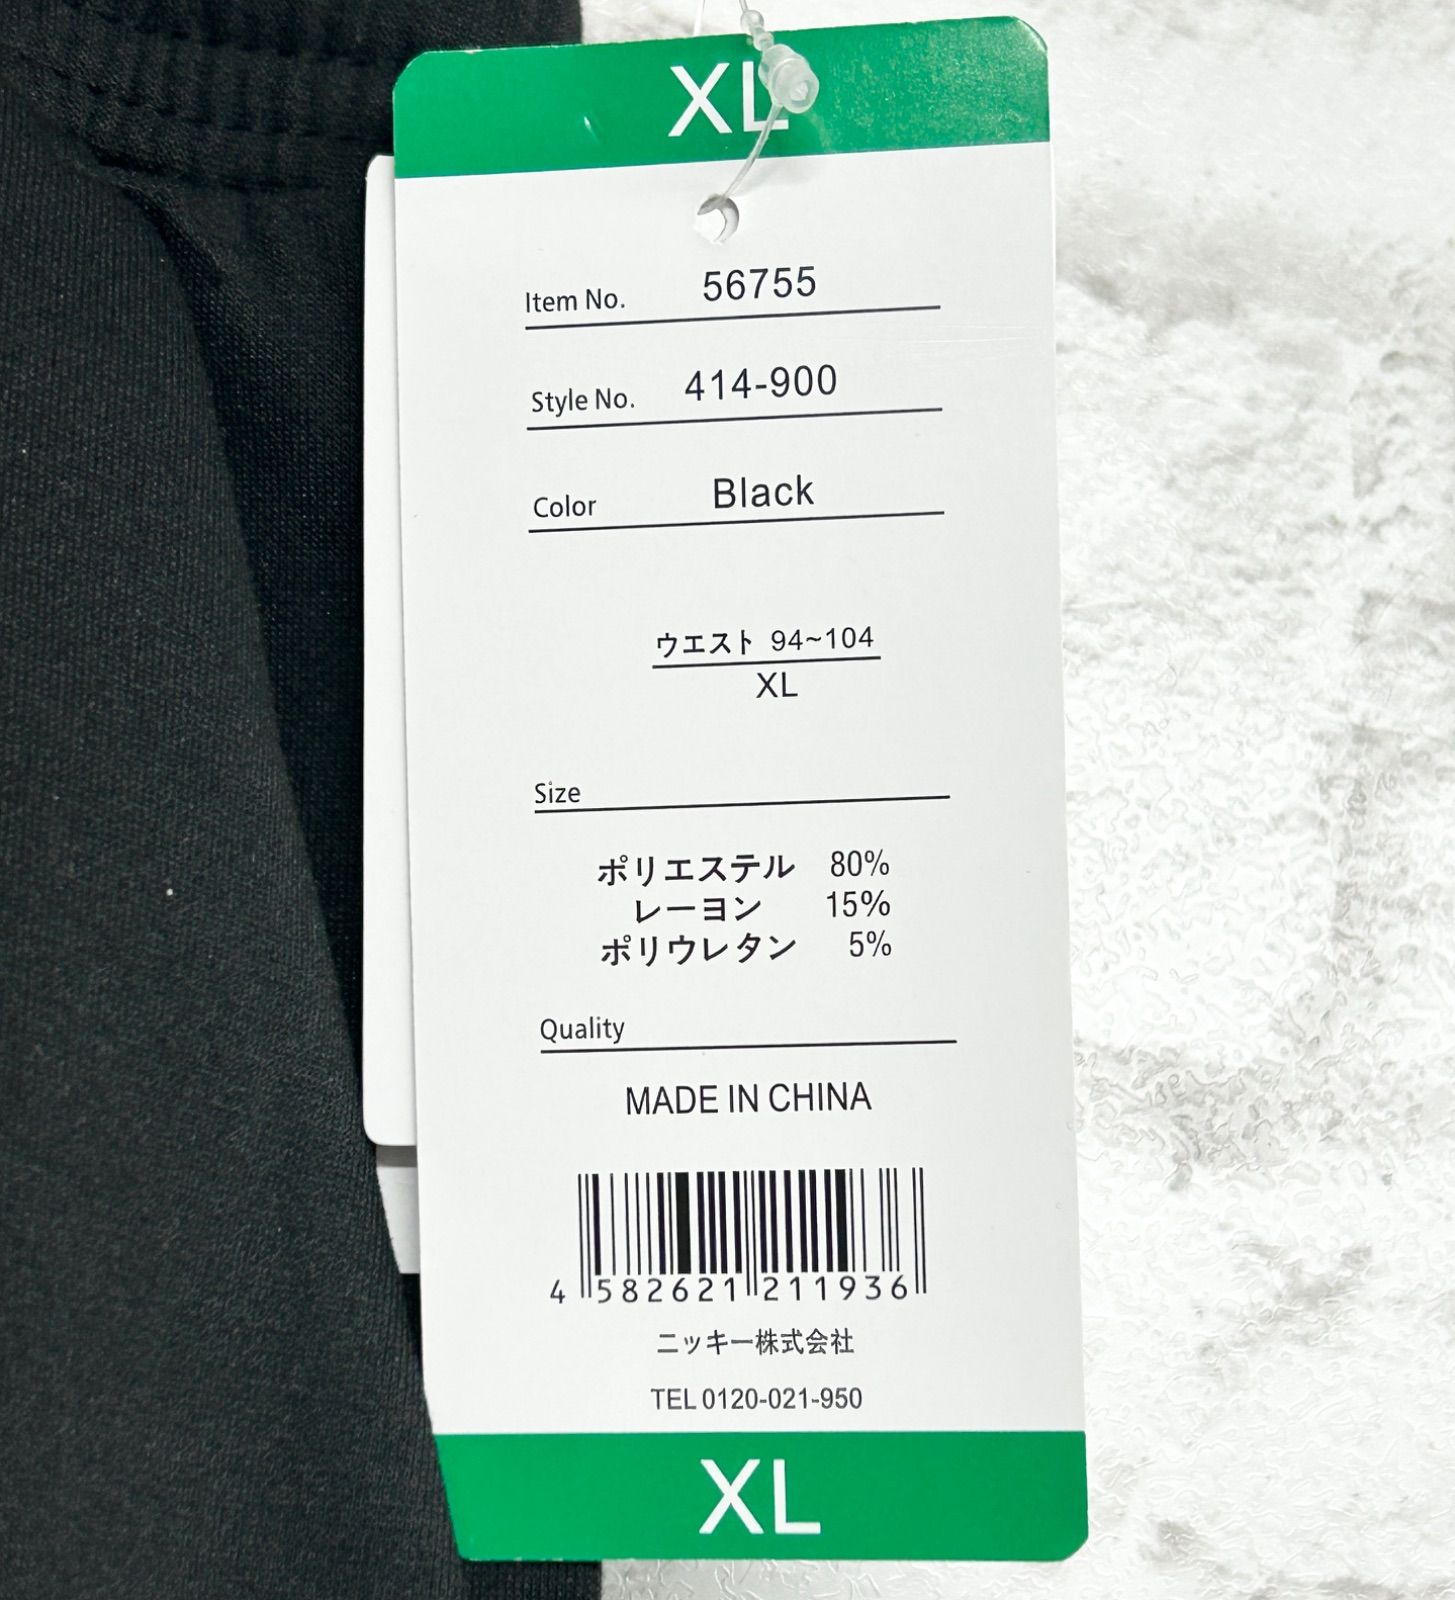 XL
Item No. 56755
Style No. 414-900
Color Black
ウエスト 94~104
XL
Size
ポリエステル 80%
レーヨン 15%
ポリウレタン 5%
Quality
MADE IN CHINA
4 582621 211936
ニッキー株式会社
TEL 0120-021-950
XL